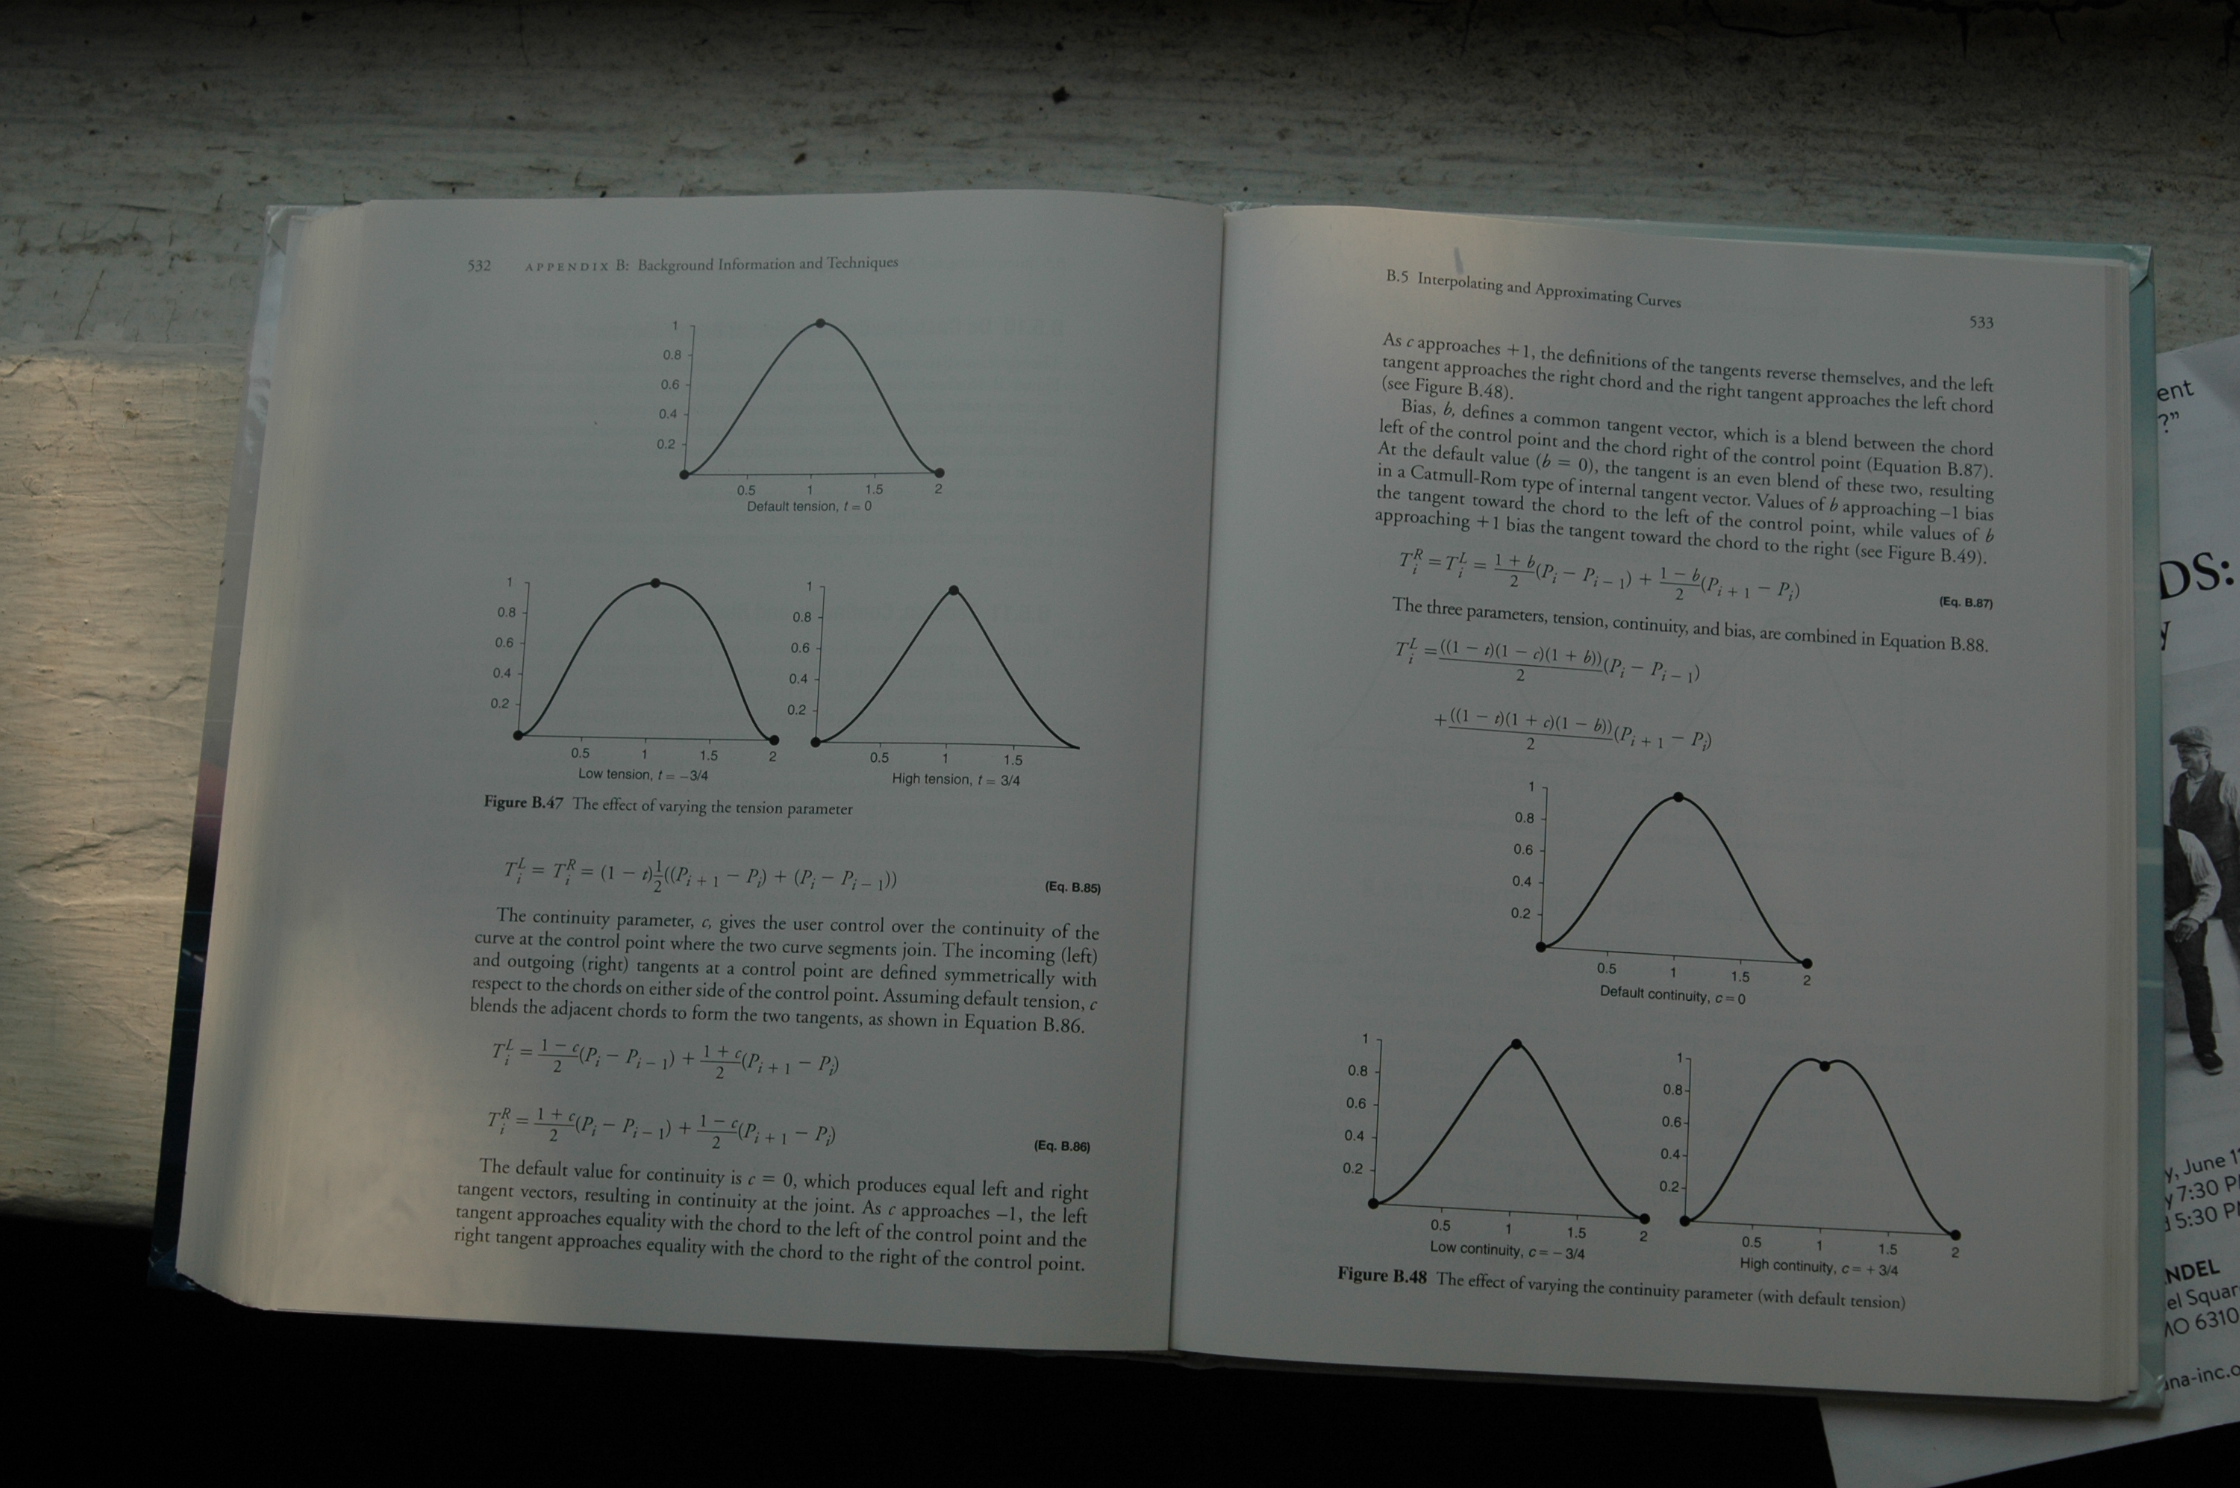 532 APPENDIX B: Background Information and Techniques
1
0.8
0.6
0.4
0.2
0.5 1 1.5 2
Default tension, t = 0
1
0.8
0.6
0.4
0.2
0.5 1 1.5 2
Low tension, t = −3/4
1
0.8
0.6
0.4
0.2
0.5 1 1.5
High tension, t = 3/4
Figure B.47 The effect of varying the tension parameter
T_i^L = T_i^R = (1 − t)½((P_{i+1} − P_i) + (P_i − P_{i−1})) (Eq. B.85)
The continuity parameter, c, gives the user control over the continuity of the
curve at the control point where the two curve segments join. The incoming (left)
and outgoing (right) tangents at a control point are defined symmetrically with
respect to the chords on either side of the control point. Assuming default tension, c
blends the adjacent chords to form the two tangents, as shown in Equation B.86.
T_i^L = (1 − c)/2 (P_i − P_{i−1}) + (1 + c)/2 (P_{i+1} − P_i)
T_i^R = (1 + c)/2 (P_i − P_{i−1}) + (1 − c)/2 (P_{i+1} − P_i) (Eq. B.86)
The default value for continuity is c = 0, which produces equal left and right
tangent vectors, resulting in continuity at the joint. As c approaches −1, the left
tangent approaches equality with the chord to the left of the control point and the
right tangent approaches equality with the chord to the right of the control point.
B.5 Interpolating and Approximating Curves 533
As c approaches +1, the definitions of the tangents reverse themselves, and the left
tangent approaches the right chord and the right tangent approaches the left chord
(see Figure B.48).
Bias, b, defines a common tangent vector, which is a blend between the chord
left of the control point and the chord right of the control point (Equation B.87).
At the default value (b = 0), the tangent is an even blend of these two, resulting
in a Catmull-Rom type of internal tangent vector. Values of b approaching −1 bias
the tangent toward the chord to the left of the control point, while values of b
approaching +1 bias the tangent toward the chord to the right (see Figure B.49).
T_i^R = T_i^L = (1 + b)/2 (P_i − P_{i−1}) + (1 − b)/2 (P_{i+1} − P_i) (Eq. B.87)
The three parameters, tension, continuity, and bias, are combined in Equation B.88.
T_i^L = ((1 − t)(1 − c)(1 + b))/2 (P_i − P_{i−1})
+ ((1 − t)(1 + c)(1 − b))/2 (P_{i+1} − P_i)
1
0.8
0.6
0.4
0.2
0.5 1 1.5 2
Default continuity, c = 0
1
0.8
0.6
0.4
0.2
0.5 1 1.5 2
Low continuity, c = − 3/4
1
0.8
0.6
0.4
0.2
0.5 1 1.5 2
High continuity, c = + 3/4
Figure B.48 The effect of varying the continuity parameter (with default tension)
ent
?”
DS:
y, June 1
y 7:30 P
5:30 P
NDEL
el Squar
MO 6310
na-inc.o